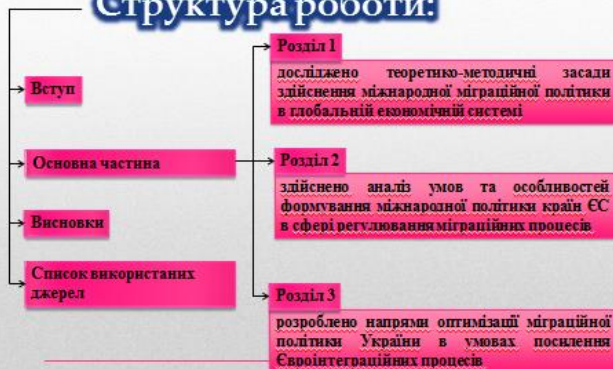 Структура роботи:
Вступ
Основна частина
Висновки
Список використаних
джерел
Розділ 1
досліджено теоретико-методичні засади
здійснення міжнародної міграційної політики
в глобальній економічній системі
Розділ 2
здійснено аналіз умов та особливостей
формування міжнародної політики країн ЄС
в сфері регулювання міграційних процесів
Розділ 3
розроблено напрями оптимізації міграційної
політики України в умовах посилення
Євроінтеграційних процесів